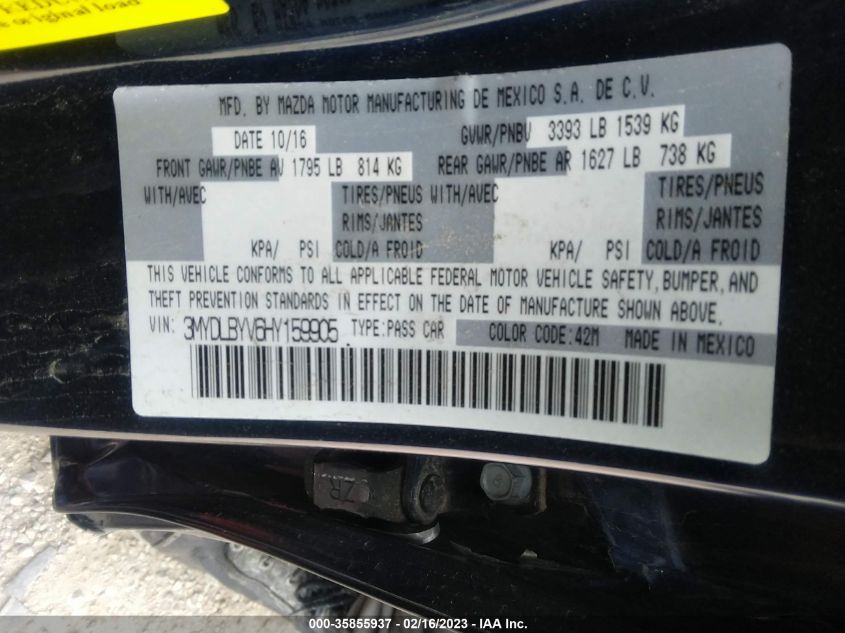 original load
MFD. BY MAZDA MOTOR MANUFACTURING DE MEXICO S.A. DE C.V.
DATE 10/16 GVWR/PNBV 3393 LB 1539 KG
FRONT GAWR/PNBE AV 1795 LB 814 KG REAR GAWR/PNBE AR 1627 LB 738 KG
WITH/AVEC TIRES/PNEUS WITH/AVEC TIRES/PNEUS
RIMS/JANTES RIMS/JANTES
KPA/ PSI COLD/A FROID KPA/ PSI COLD/A FROID
THIS VEHICLE CONFORMS TO ALL APPLICABLE FEDERAL MOTOR VEHICLE SAFETY, BUMPER, AND
THEFT PREVENTION STANDARDS IN EFFECT ON THE DATE OF MANUFACTURE SHOWN ABOVE.
VIN: 3MYDLBYV6HY159905 TYPE:PASS CAR COLOR CODE:42M MADE IN MEXICO
000-35855937 - 02/16/2023 - IAA Inc.